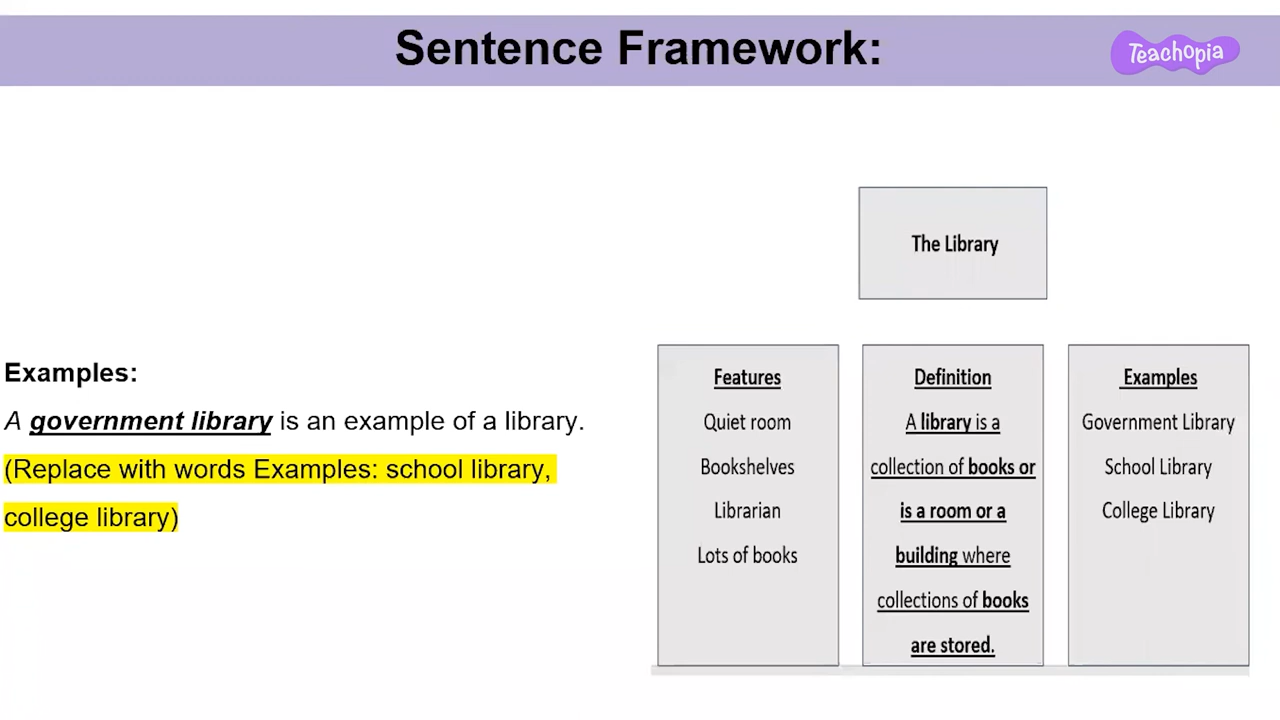 Sentence Framework:
Teachopia
The Library
Examples:
A government library is an example of a library.
(Replace with words Examples: school library,
college library)
Features
Quiet room
Bookshelves
Librarian
Lots of books
Definition
A library is a
collection of books or
is a room or a
building where
collections of books
are stored.
Examples
Government Library
School Library
College Library